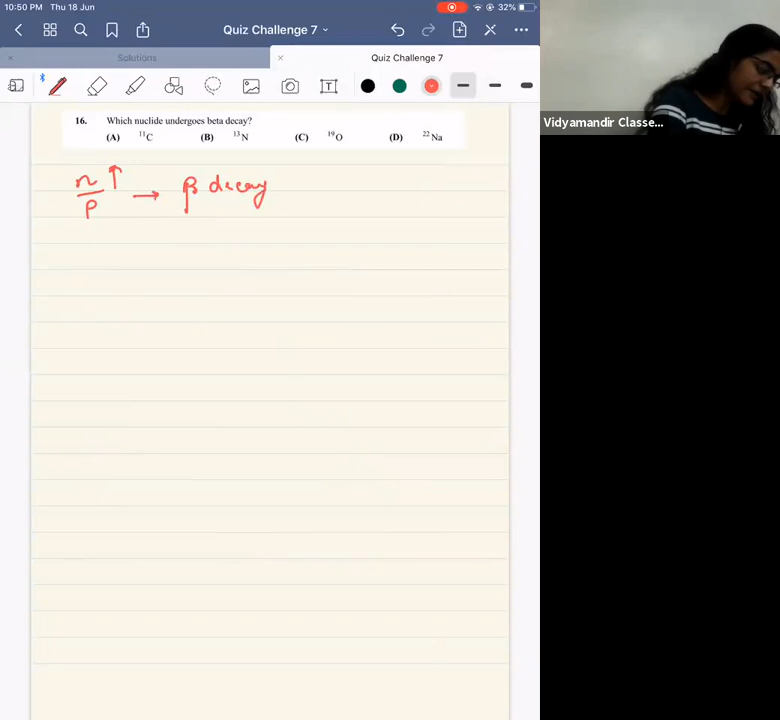 10:50 PM Thu 18 Jun
32%
Quiz Challenge 7
Solutions
Quiz Challenge 7
T
Vidyamandir Classe...
16. Which nuclide undergoes beta decay?
(A) ¹¹C (B) ¹³N (C) ¹⁹O (D) ²²Na
n/p ↑ → β decay